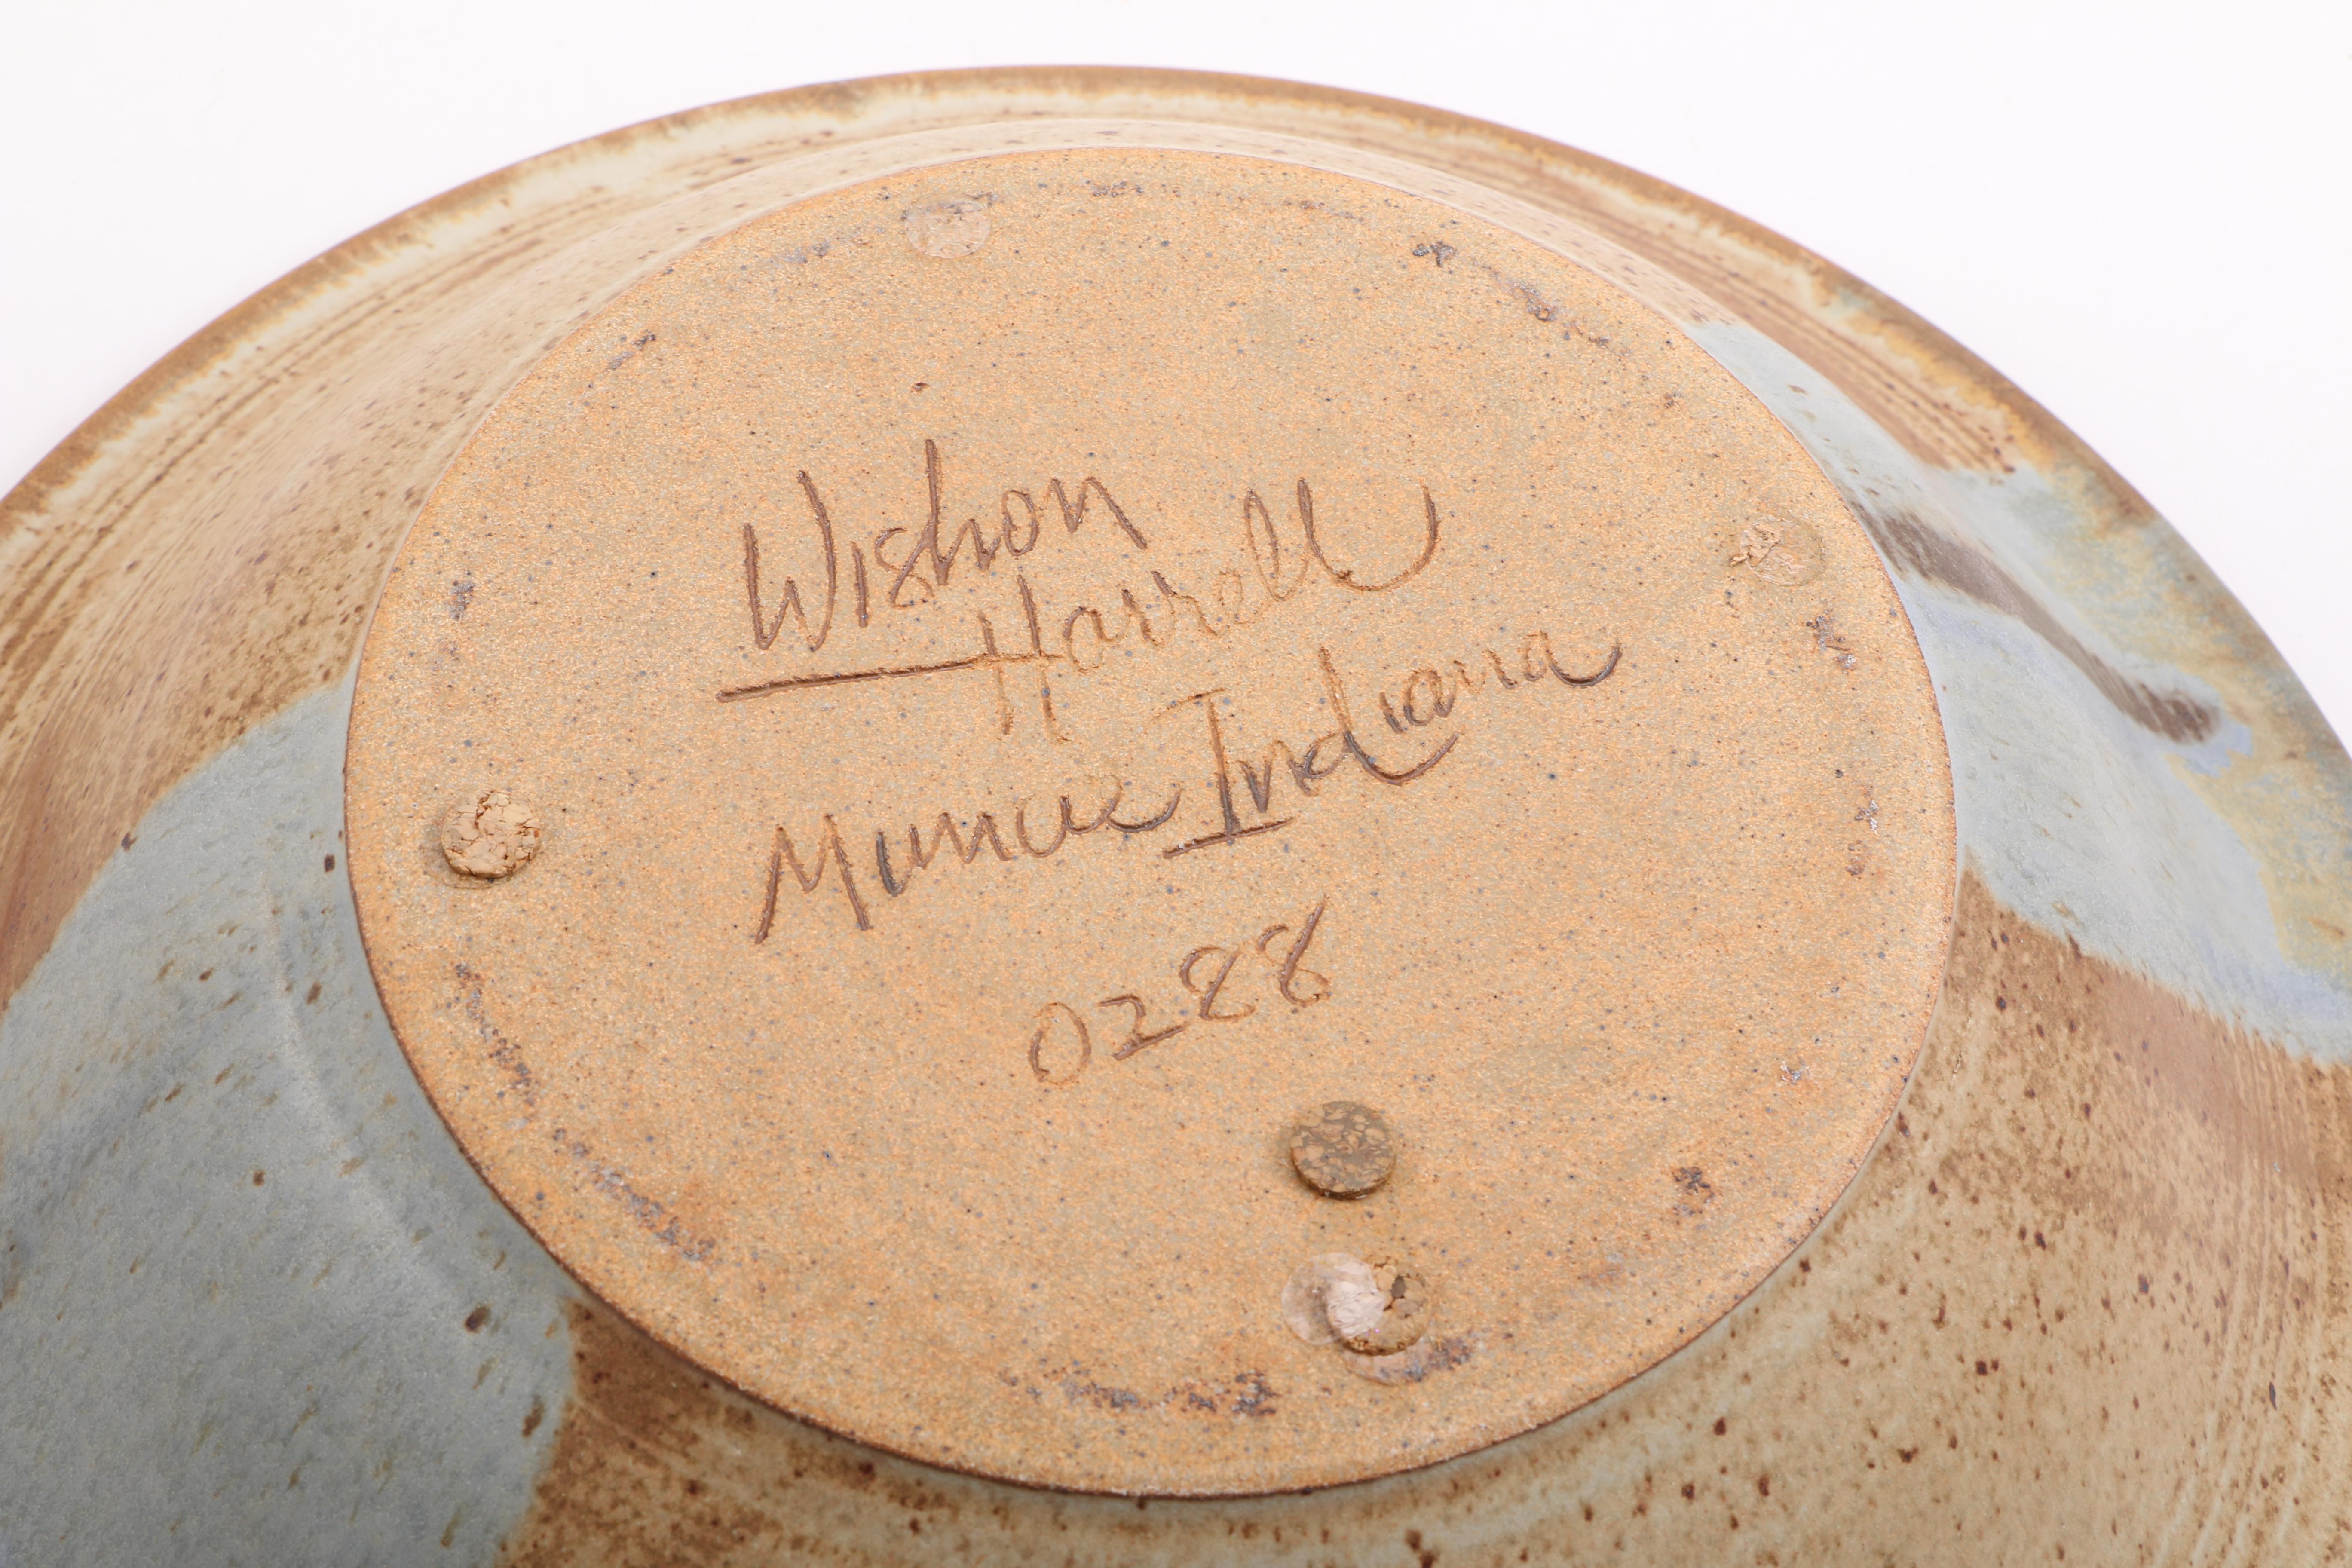 Wishon
Harrell
Muncie Indiana
0288